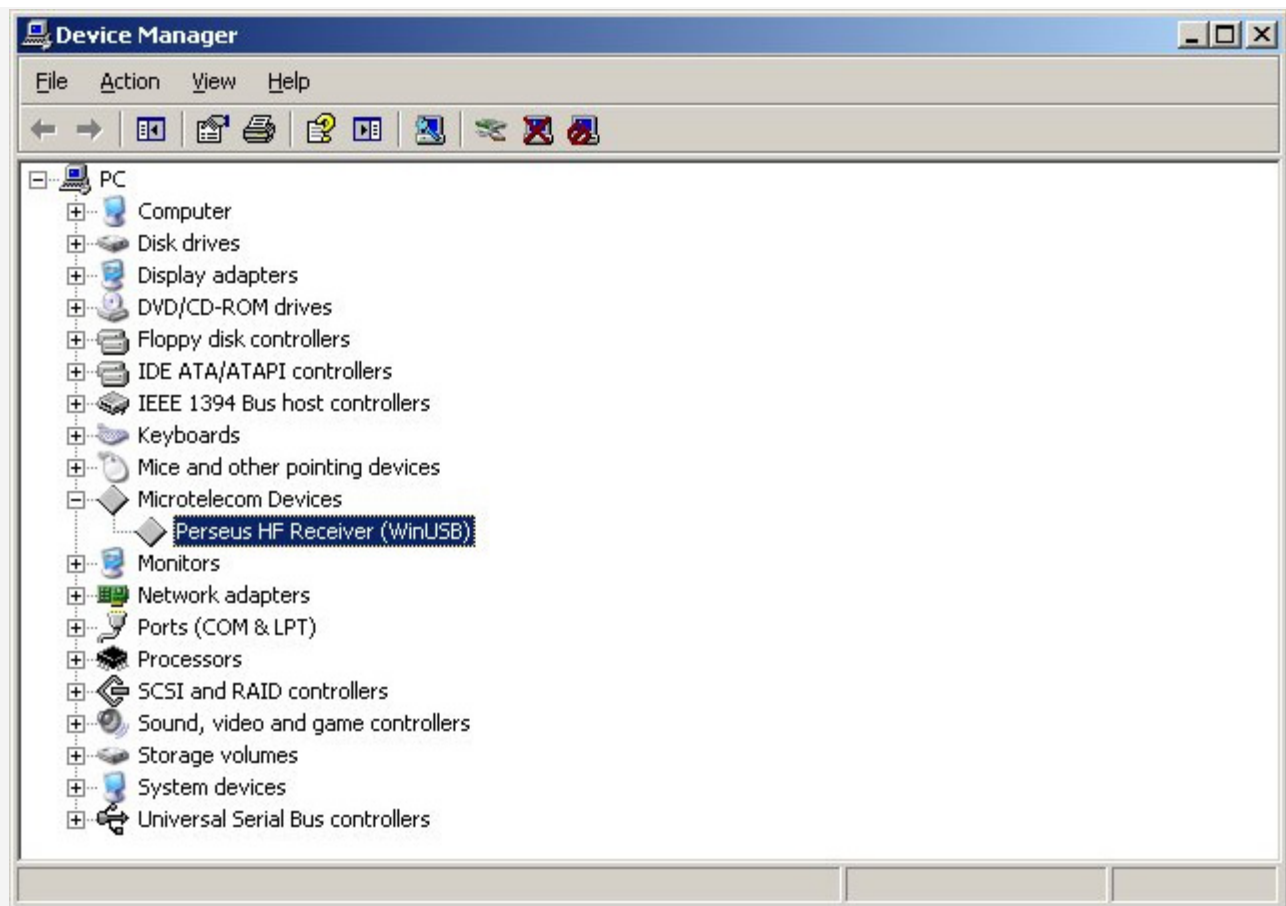 Device Manager
File Action View Help
PC
Computer
Disk drives
Display adapters
DVD/CD-ROM drives
Floppy disk controllers
IDE ATA/ATAPI controllers
IEEE 1394 Bus host controllers
Keyboards
Mice and other pointing devices
Microtelecom Devices
Perseus HF Receiver (WinUSB)
Monitors
Network adapters
Ports (COM & LPT)
Processors
SCSI and RAID controllers
Sound, video and game controllers
Storage volumes
System devices
Universal Serial Bus controllers